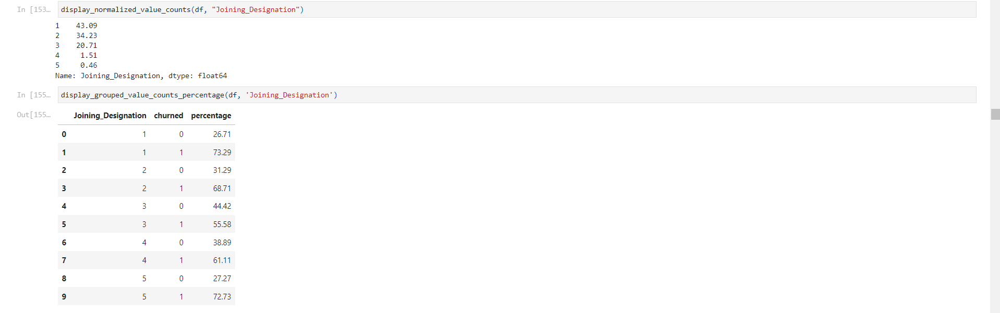 In [153… display_normalized_value_counts(df, "Joining_Designation")
1 43.09
2 34.23
3 20.71
4 1.51
5 0.46
Name: Joining_Designation, dtype: float64
In [155… display_grouped_value_counts_percentage(df, 'Joining_Designation')
Out[155…
Joining_Designation churned percentage
0 1 0 26.71
1 1 1 73.29
2 2 0 31.29
3 2 1 68.71
4 3 0 44.42
5 3 1 55.58
6 4 0 38.89
7 4 1 61.11
8 5 0 27.27
9 5 1 72.73